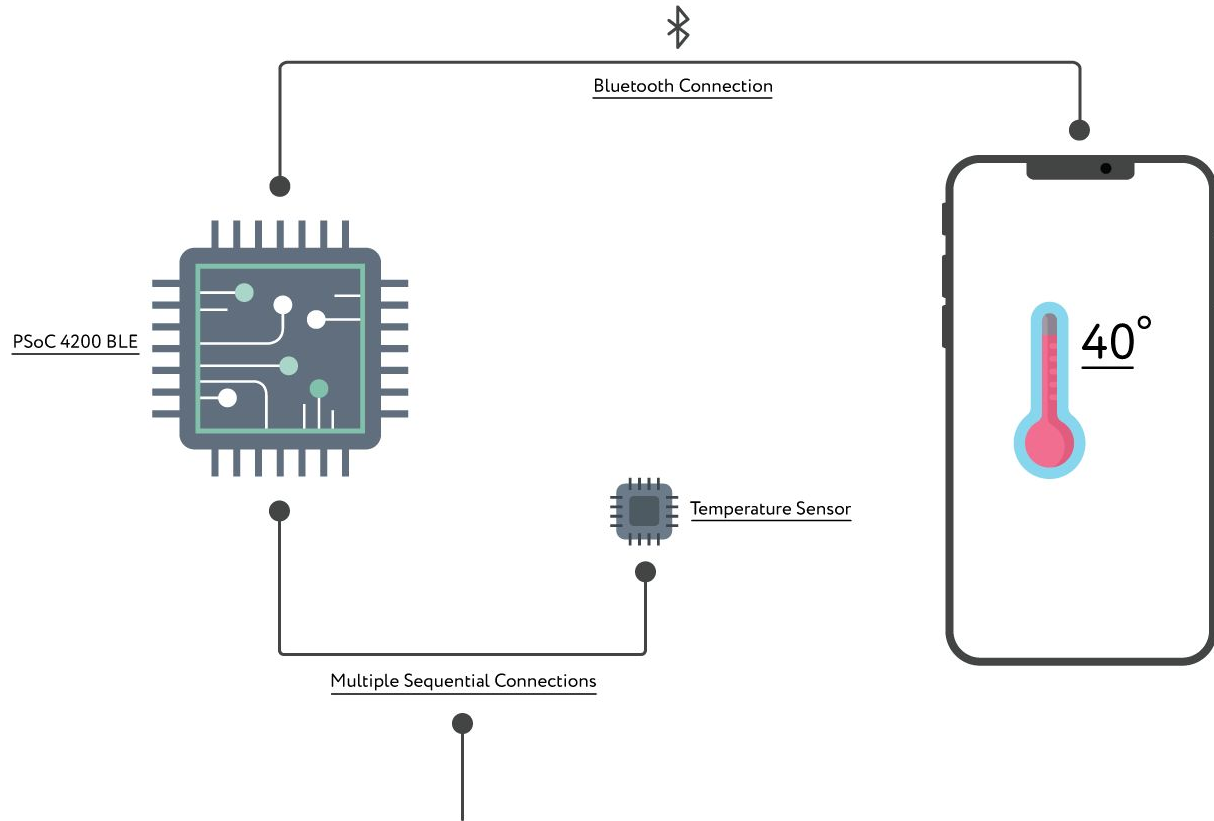 Bluetooth Connection
PSoC 4200 BLE
40°
Temperature Sensor
Multiple Sequential Connections